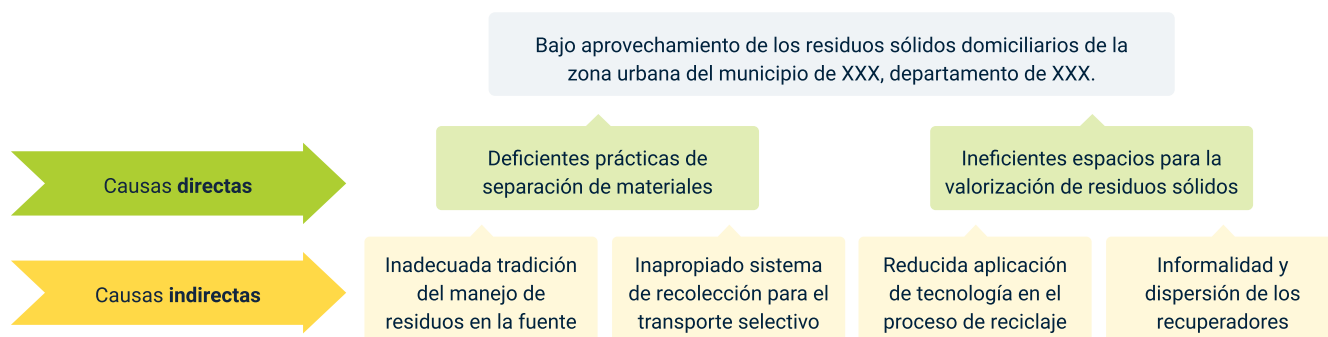 Bajo aprovechamiento de los residuos sólidos domiciliarios de la
zona urbana del municipio de XXX, departamento de XXX.
Causas directas
Deficientes prácticas de
separación de materiales
Ineficientes espacios para la
valorización de residuos sólidos
Causas indirectas
Inadecuada tradición
del manejo de
residuos en la fuente
Inapropiado sistema
de recolección para el
transporte selectivo
Reducida aplicación
de tecnología en el
proceso de reciclaje
Informalidad y
dispersión de los
recuperadores